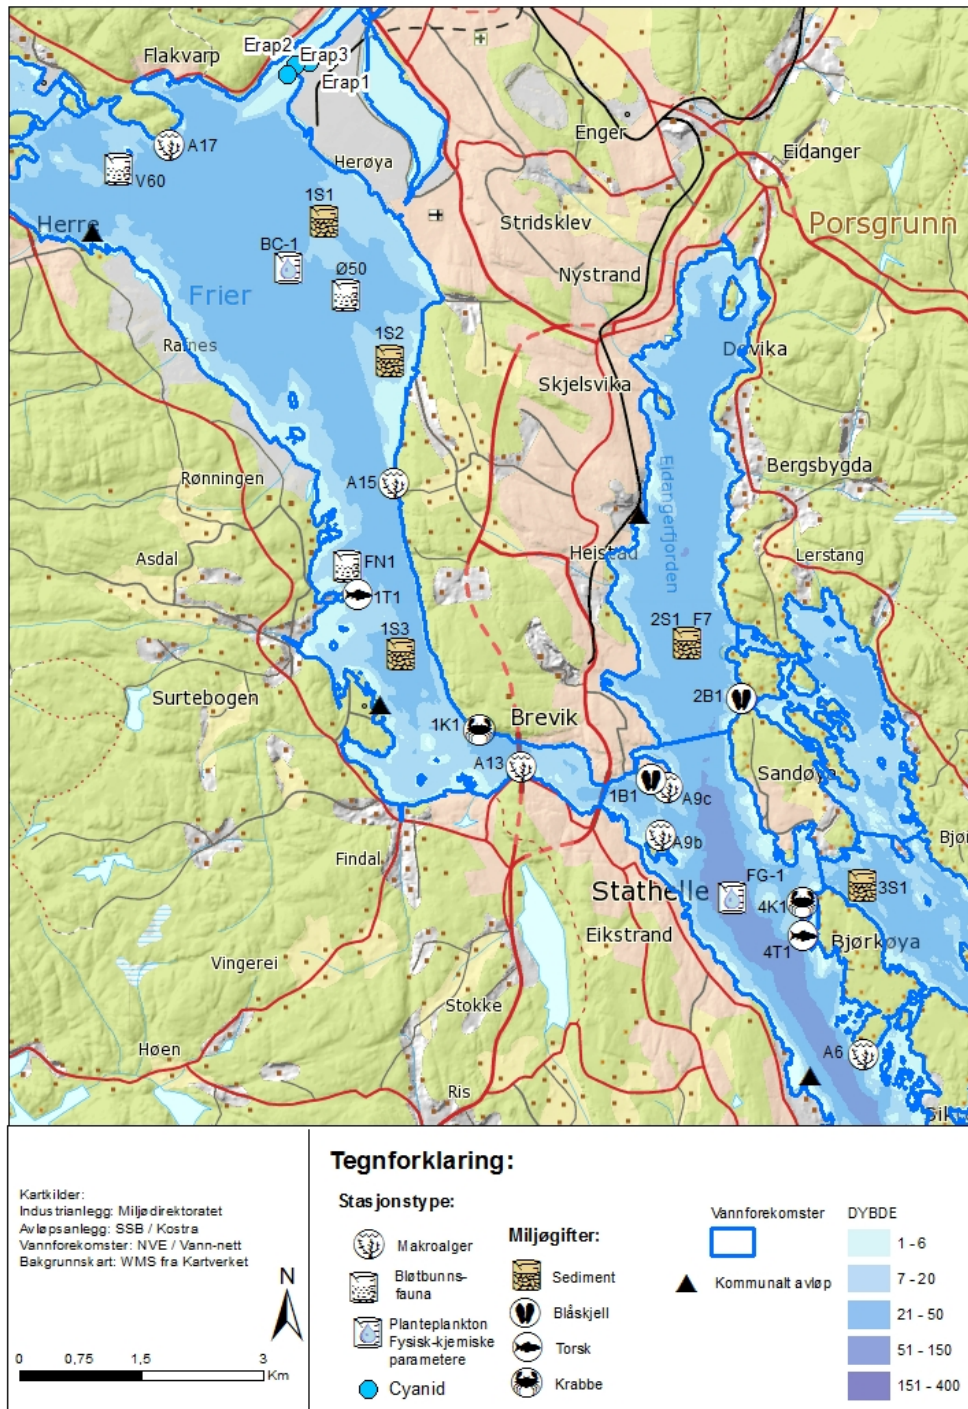 Flakvarp
Erap2
Erap3
Erap1
Enger
Eidanger
A17
Herøya
V60
1S1
Stridsklev
Porsgrunn
Herre
BC-1
Ø50
Nystrand
Frier
1S2
Skjelsvika
Bergsbygda
Rønningen
A15
Eidangerfjorden
Asdal
FN1
Heistad
Lerstang
1T1
1S3
2S1 F7
Surtebogen
2B1
1K1
Brevik
A13
Sandøya
1B1
A9c
A9b
Findal
FG-1
Stathelle
4K1
3S1
Eikstrand
4T1
Bjørkøya
Vingerei
Stokke
Høen
A6
Ris
Tegnforklaring:
Kartkilder:
Industrianlegg: Miljødirektoratet
Avløpsanlegg: SSB / Kostra
Vannforekomster: NVE / Vann-nett
Bakgrunnskart: WMS fra Kartverket
N
0 0,75 1,5 3
Km
Stasjonstype:
Makroalger
Bløtbunns-
fauna
Planteplankton
Fysisk-kjemiske
parametere
Cyanid
Miljøgifter:
Sediment
Blåskjell
Torsk
Krabbe
Vannforekomster
Kommunalt avløp
DYBDE
1 - 6
7 - 20
21 - 50
51 - 150
151 - 400